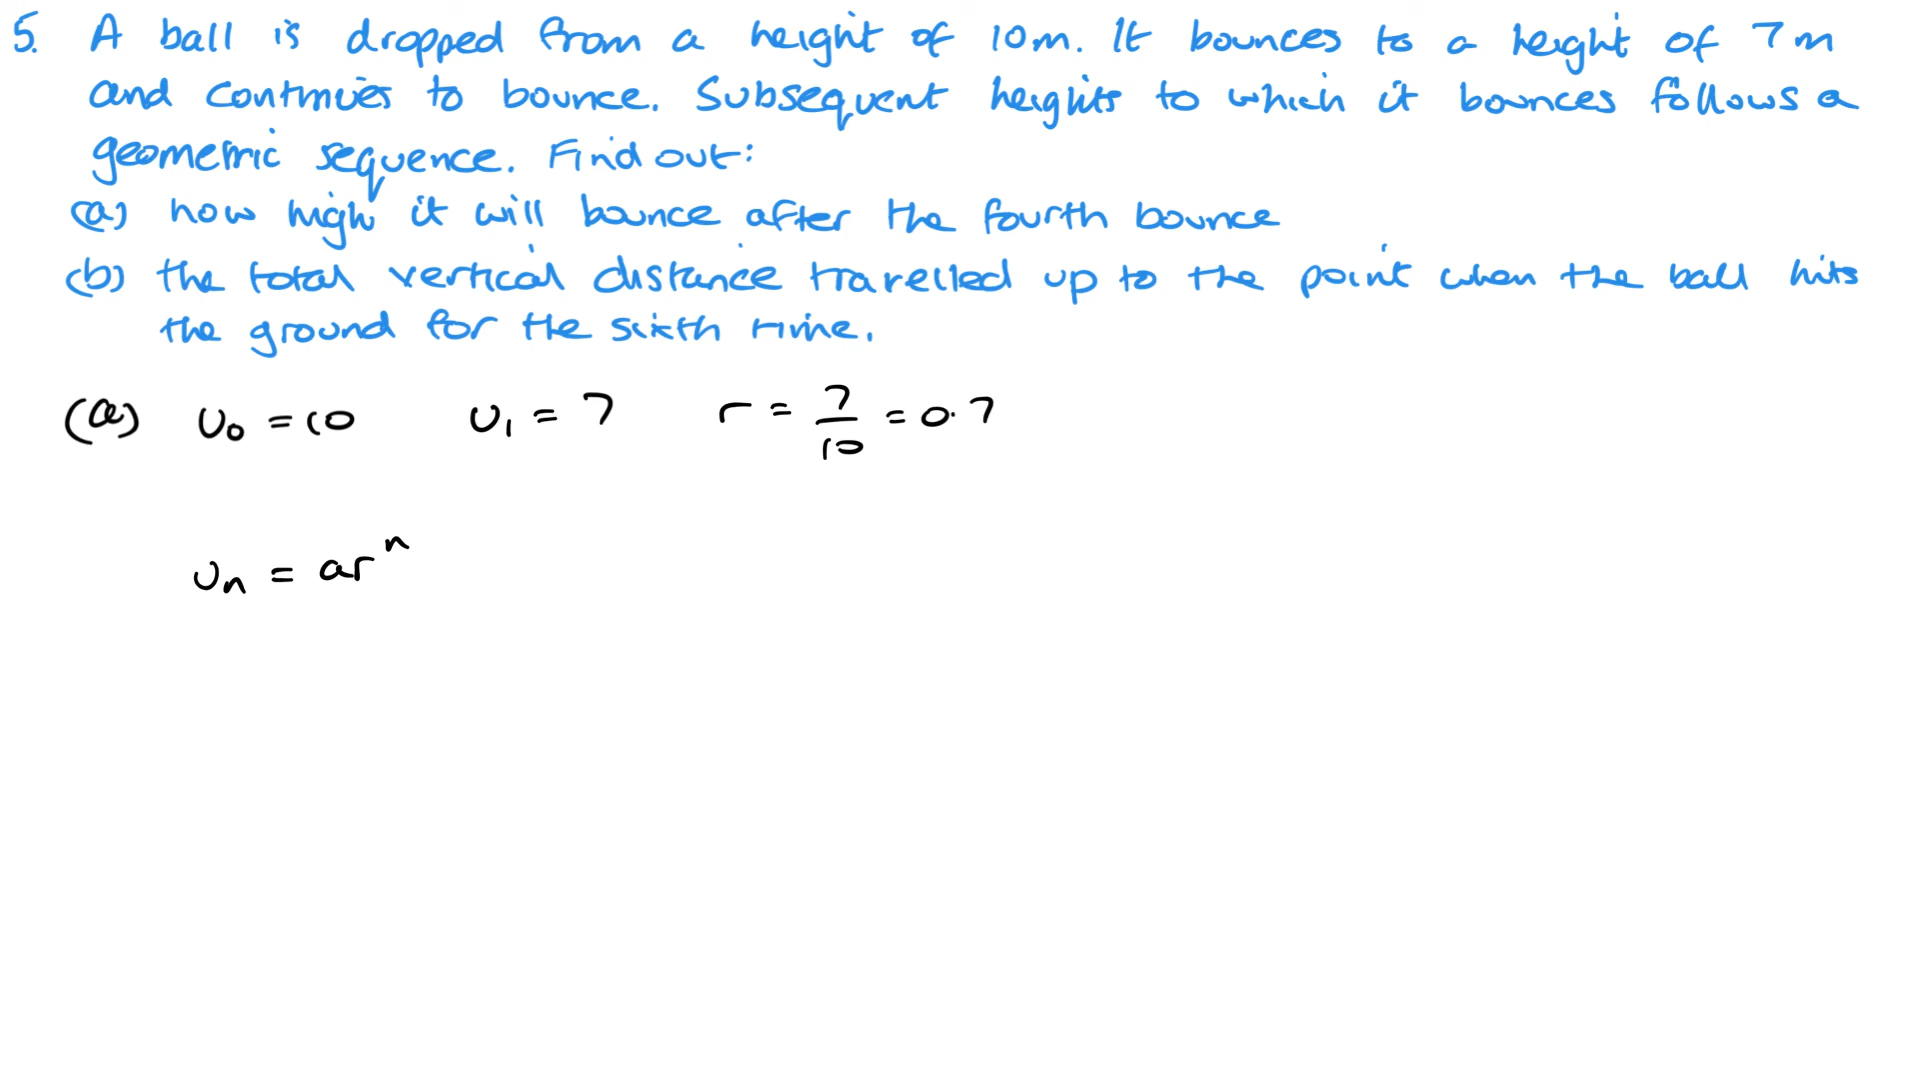 5. A ball is dropped from a height of 10m. It bounces to a height of 7m
and continues to bounce. Subsequent heights to which it bounces follows a
geometric sequence. Find out:
(a) how high it will bounce after the fourth bounce
(b) the total vertical distance travelled up to the point when the ball hits
the ground for the sixth time.
(a) U₀ = 10 U₁ = 7 r = 7/10 = 0.7
Uₙ = arⁿ